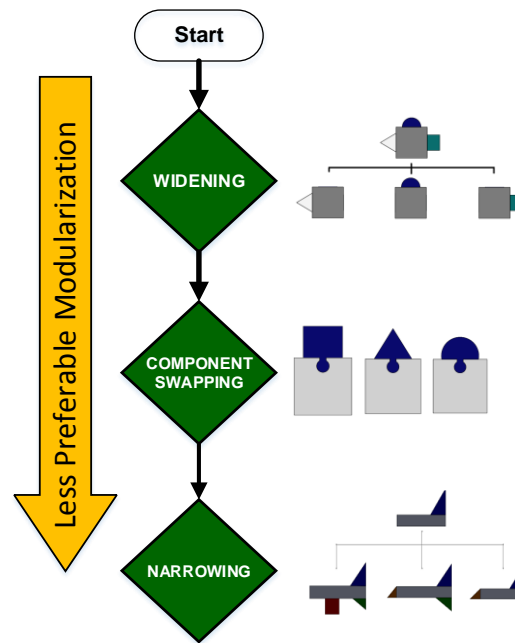 Start
Less Preferable Modularization
WIDENING
COMPONENT
SWAPPING
NARROWING